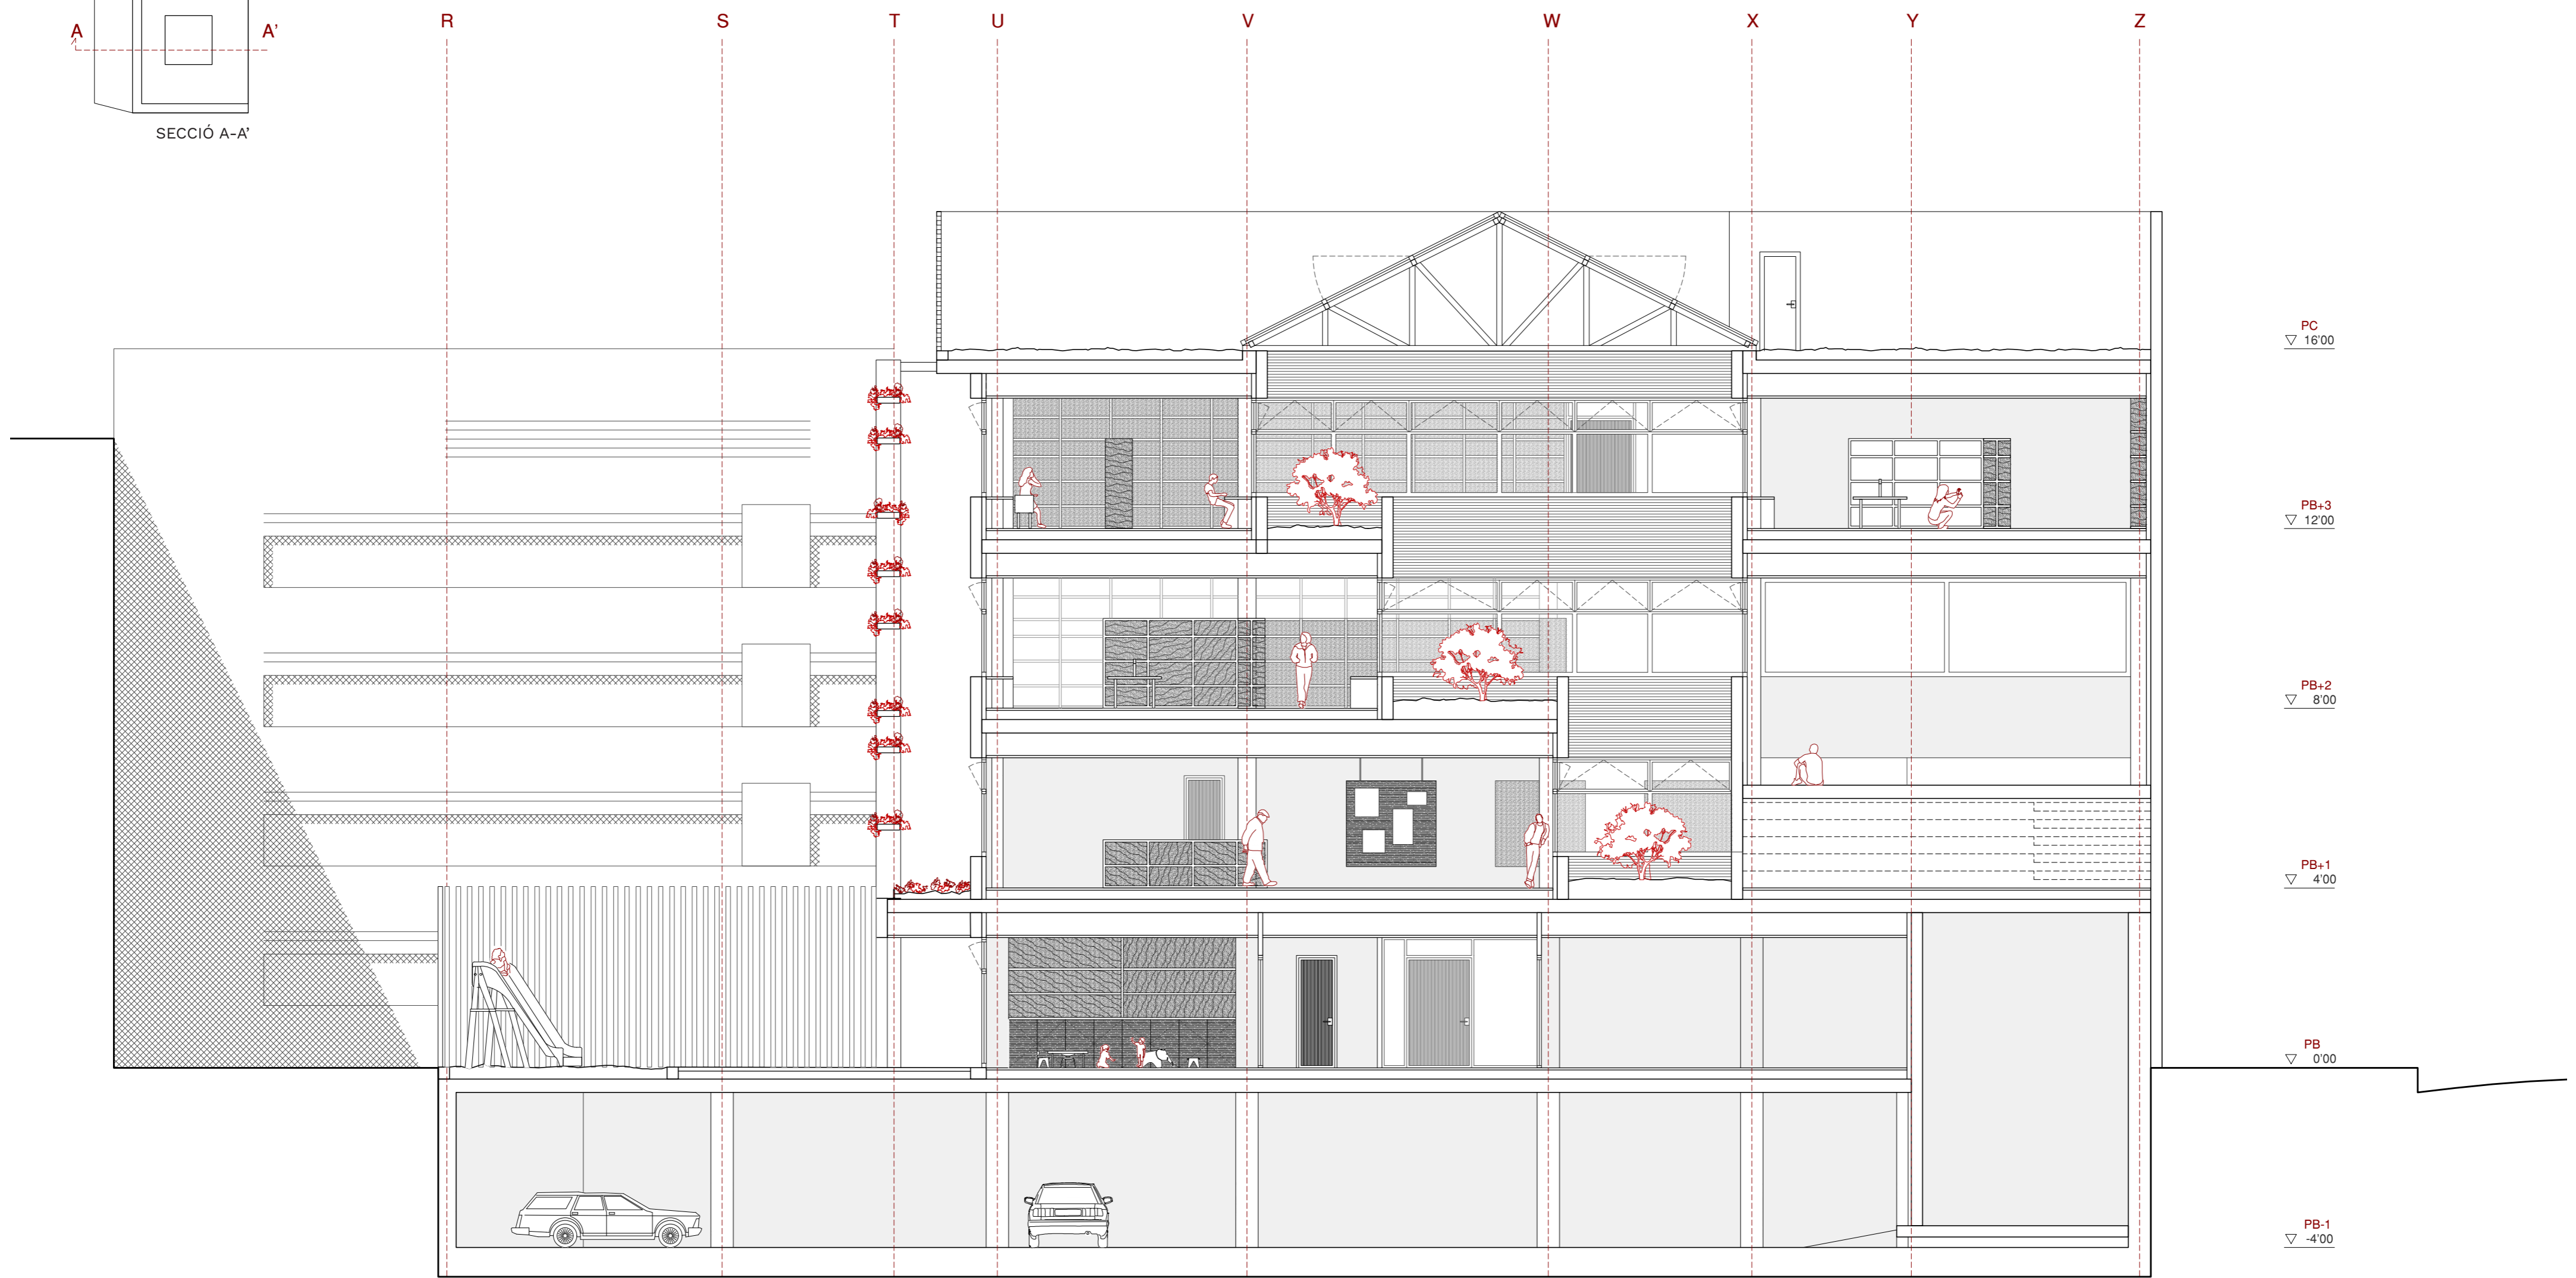 R S T U V W X Y Z
A A'
SECCIÓ A-A'
PC
16'00
PB+3
12'00
PB+2
8'00
PB+1
4'00
PB
0'00
PB-1
-4'00